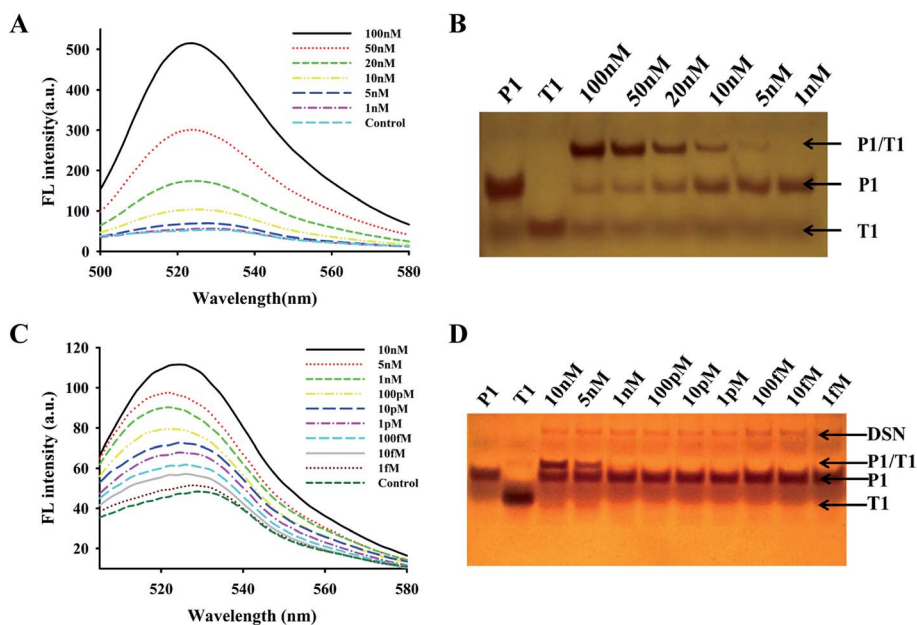 A
FL intensity(a.u.)
500
400
300
200
100
0
500
520
540
560
580
Wavelength(nm)
100nM
50nM
20nM
10nM
5nM
1nM
Control
B
P1
T1
100nM
50nM
20nM
10nM
5nM
1nM
P1/T1
P1
T1
C
FL intensity (a.u.)
120
100
80
60
40
20
520
540
560
580
Wavelength (nm)
10nM
5nM
1nM
100pM
10pM
1pM
100fM
10fM
1fM
Control
D
P1
T1
10nM
5nM
1nM
100pM
10pM
1pM
100fM
10fM
1fM
DSN
P1/T1
P1
T1